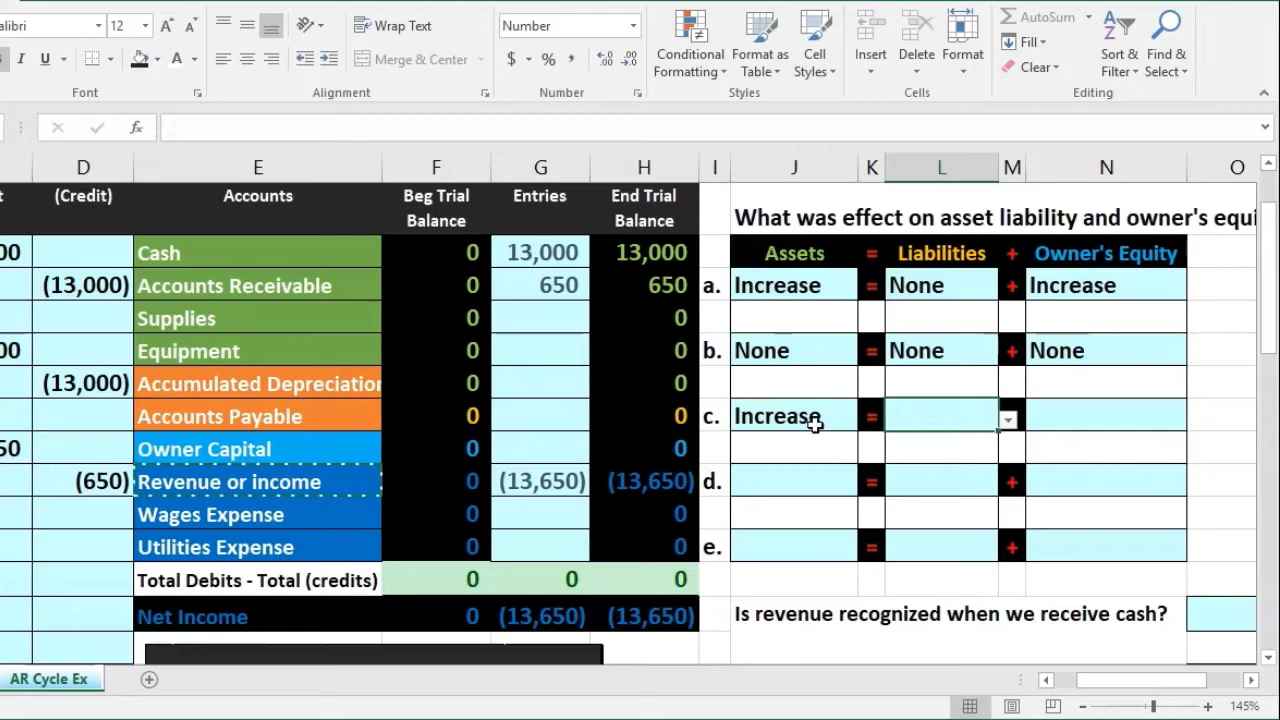 alibri 12 Wrap Text Number AutoSum
I U Merge & Center $ % , Conditional Formatting Format as Table Cell Styles Insert Delete Format Fill Clear Sort & Filter Find & Select
Font Alignment Number Styles Cells Editing
fx
D E F G H I J K L M N O
t (Credit) Accounts Beg Trial Balance Entries End Trial Balance What was effect on asset liability and owner's equi
00 Cash 0 13,000 13,000 Assets = Liabilities + Owner's Equity
(13,000) Accounts Receivable 0 650 650 a. Increase = None + Increase
Supplies 0 0
00 Equipment 0 0 b. None = None + None
(13,000) Accumulated Depreciation 0 0
Accounts Payable 0 0 c. Increase =
50 Owner Capital 0 0
(650) Revenue or income 0 (13,650) (13,650) d. = +
Wages Expense 0 0
Utilities Expense 0 0 e. = +
Total Debits - Total (credits) 0 0 0
Net Income 0 (13,650) (13,650) Is revenue recognized when we receive cash?
AR Cycle Ex
- + 145%